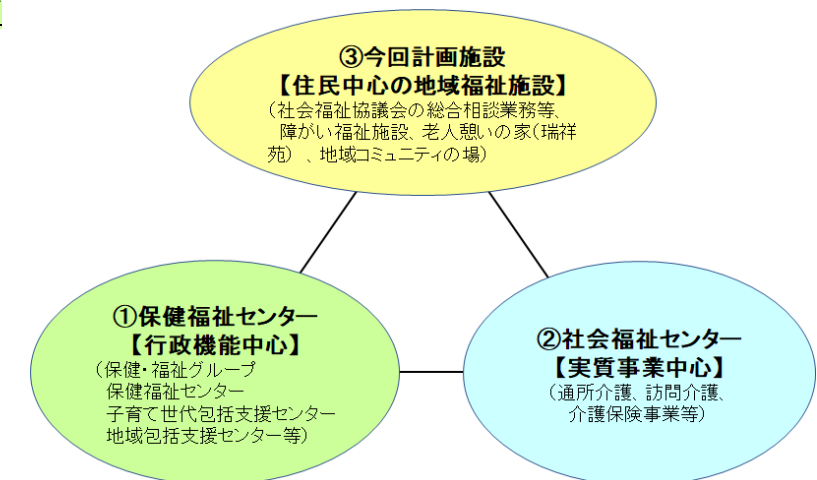 ③今回計画施設
【住民中心の地域福祉施設】
（社会福祉協議会の総合相談業務等、
障がい福祉施設、老人憩いの家（瑞祥
苑）、地域コミュニティの場）
①保健福祉センター
【行政機能中心】
（保健・福祉グループ
保健福祉センター
子育て世代包括支援センター
地域包括支援センター等）
②社会福祉センター
【実質事業中心】
（通所介護、訪問介護、
介護保険事業等）